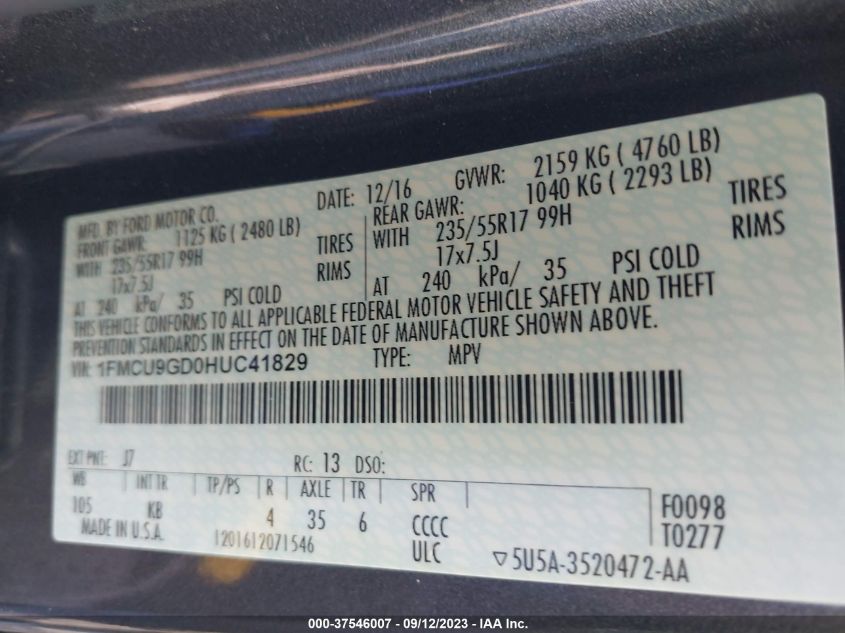 MFD. BY FORD MOTOR CO.
DATE: 12/16 GVWR: 2159 KG ( 4760 LB)
FRONT GAWR: 1125 KG ( 2480 LB)
REAR GAWR: 1040 KG ( 2293 LB)
WITH 235/55R17 99H TIRES
WITH 235/55R17 99H TIRES
17x7.5J RIMS
17x7.5J RIMS
AT 240 kPa/ 35 PSI COLD
AT 240 kPa/ 35 PSI COLD
THIS VEHICLE CONFORMS TO ALL APPLICABLE FEDERAL MOTOR VEHICLE SAFETY AND THEFT
PREVENTION STANDARDS IN EFFECT ON THE DATE OF MANUFACTURE SHOWN ABOVE.
VIN: 1FMCU9GD0HUC41829 TYPE: MPV
EXT PNT: J7 RC: 13 DSO:
WB INT TR TP/PS R AXLE TR SPR
105 KB 4 35 6 CCCC F0098
MADE IN U.S.A. 1201612071546 ULC T0277
▽5U5A-3520472-AA
000-37546007 - 09/12/2023 - IAA Inc.